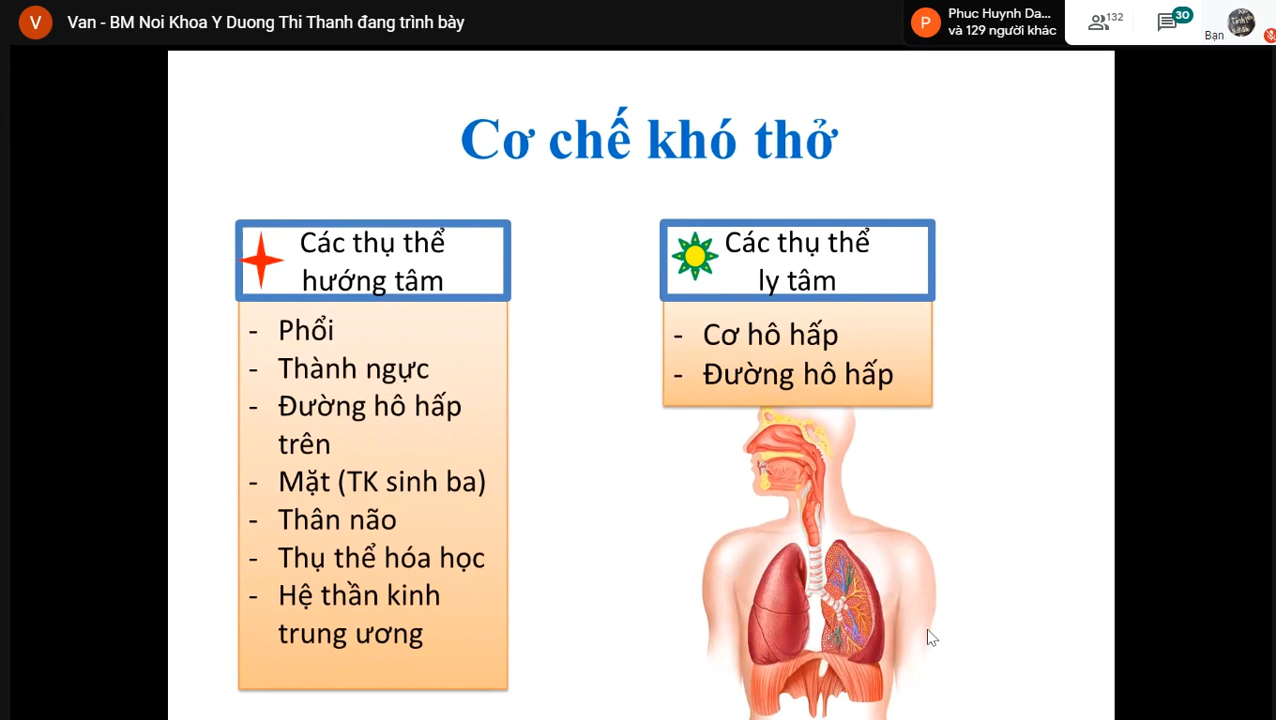 V
Van - BM Noi Khoa Y Duong Thi Thanh đang trình bày
P
Phuc Huynh Da...
và 129 người khác
132
30
Bạn
Cơ chế khó thở
Các thụ thể
hướng tâm
- Phổi
- Thành ngực
- Đường hô hấp
trên
- Mặt (TK sinh ba)
- Thân não
- Thụ thể hóa học
- Hệ thần kinh
trung ương
Các thụ thể
ly tâm
- Cơ hô hấp
- Đường hô hấp